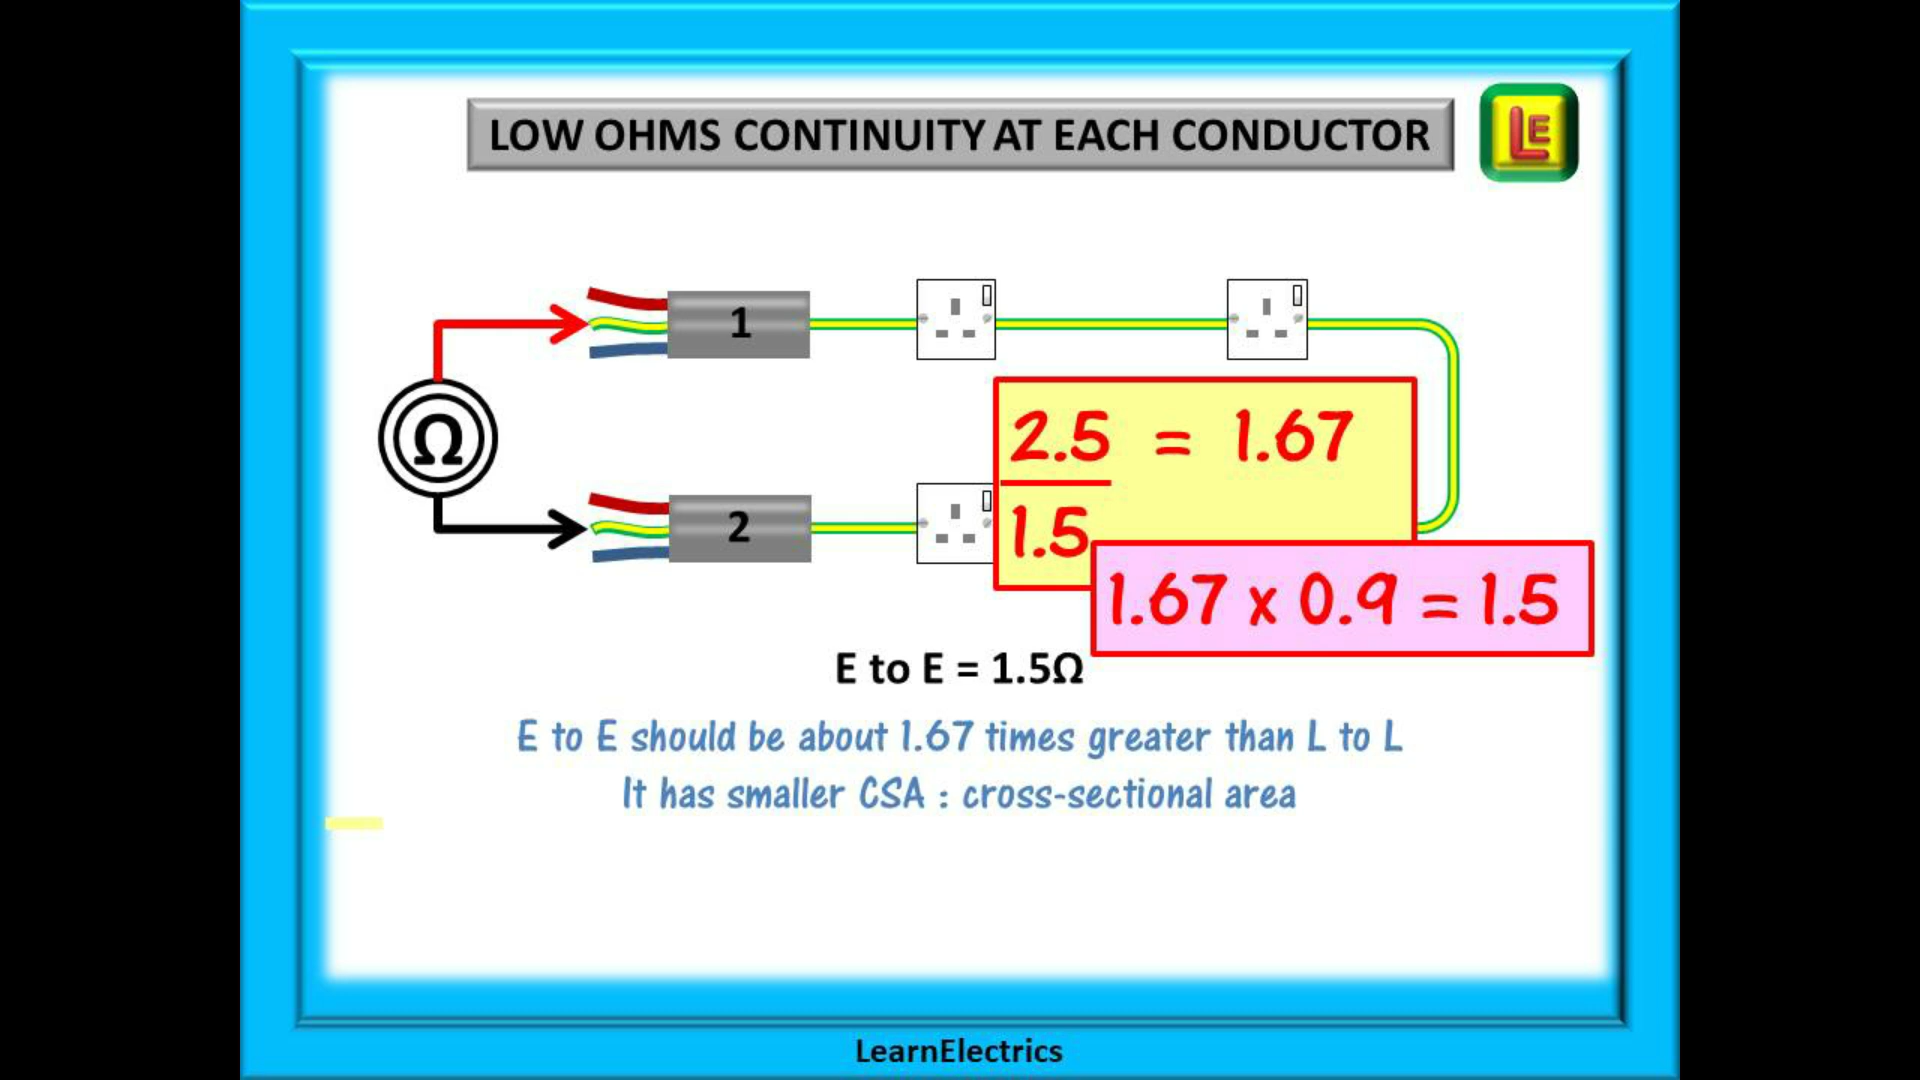 LOW OHMS CONTINUITY AT EACH CONDUCTOR
LE
1
Ω
2
2.5 = 1.67
1.5
1.67 x 0.9 = 1.5
E to E = 1.5Ω
E to E should be about 1.67 times greater than L to L
It has smaller CSA : cross-sectional area
LearnElectrics